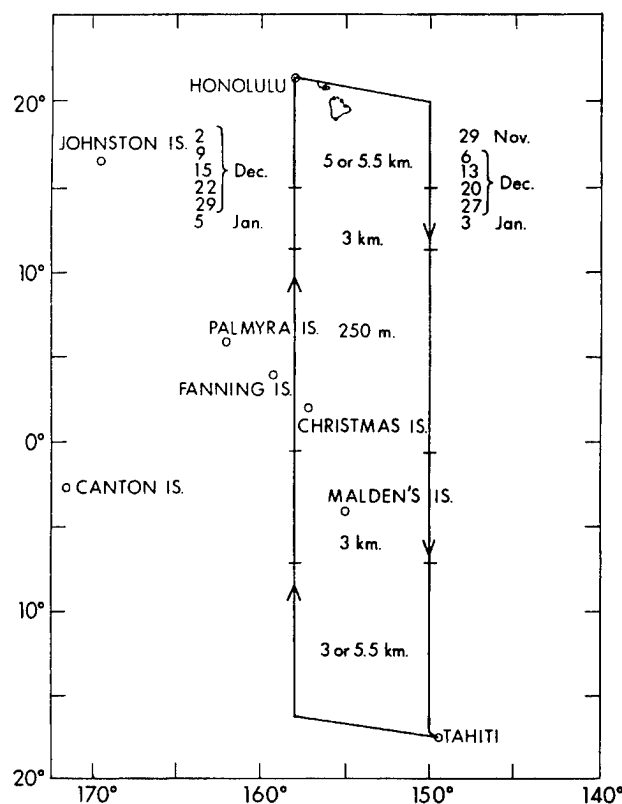 HONOLULU
20°
JOHNSTON IS.
2
9
15 Dec.
22
29
5 Jan.
5 or 5.5 km.
29 Nov.
6
13 Dec.
20
27
3 Jan.
3 km.
10°
PALMYRA IS.
250 m.
FANNING IS.
CHRISTMAS IS.
0°
CANTON IS.
MALDEN'S IS.
3 km.
10°
3 or 5.5 km.
TAHITI
20°
170° 160° 150° 140°